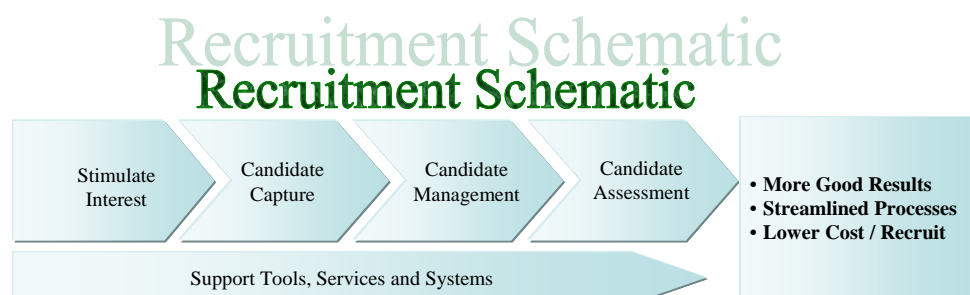 Recruitment Schematic
Recruitment Schematic
Stimulate
Interest
Candidate
Capture
Candidate
Management
Candidate
Assessment
• More Good Results
• Streamlined Processes
• Lower Cost / Recruit
Support Tools, Services and Systems